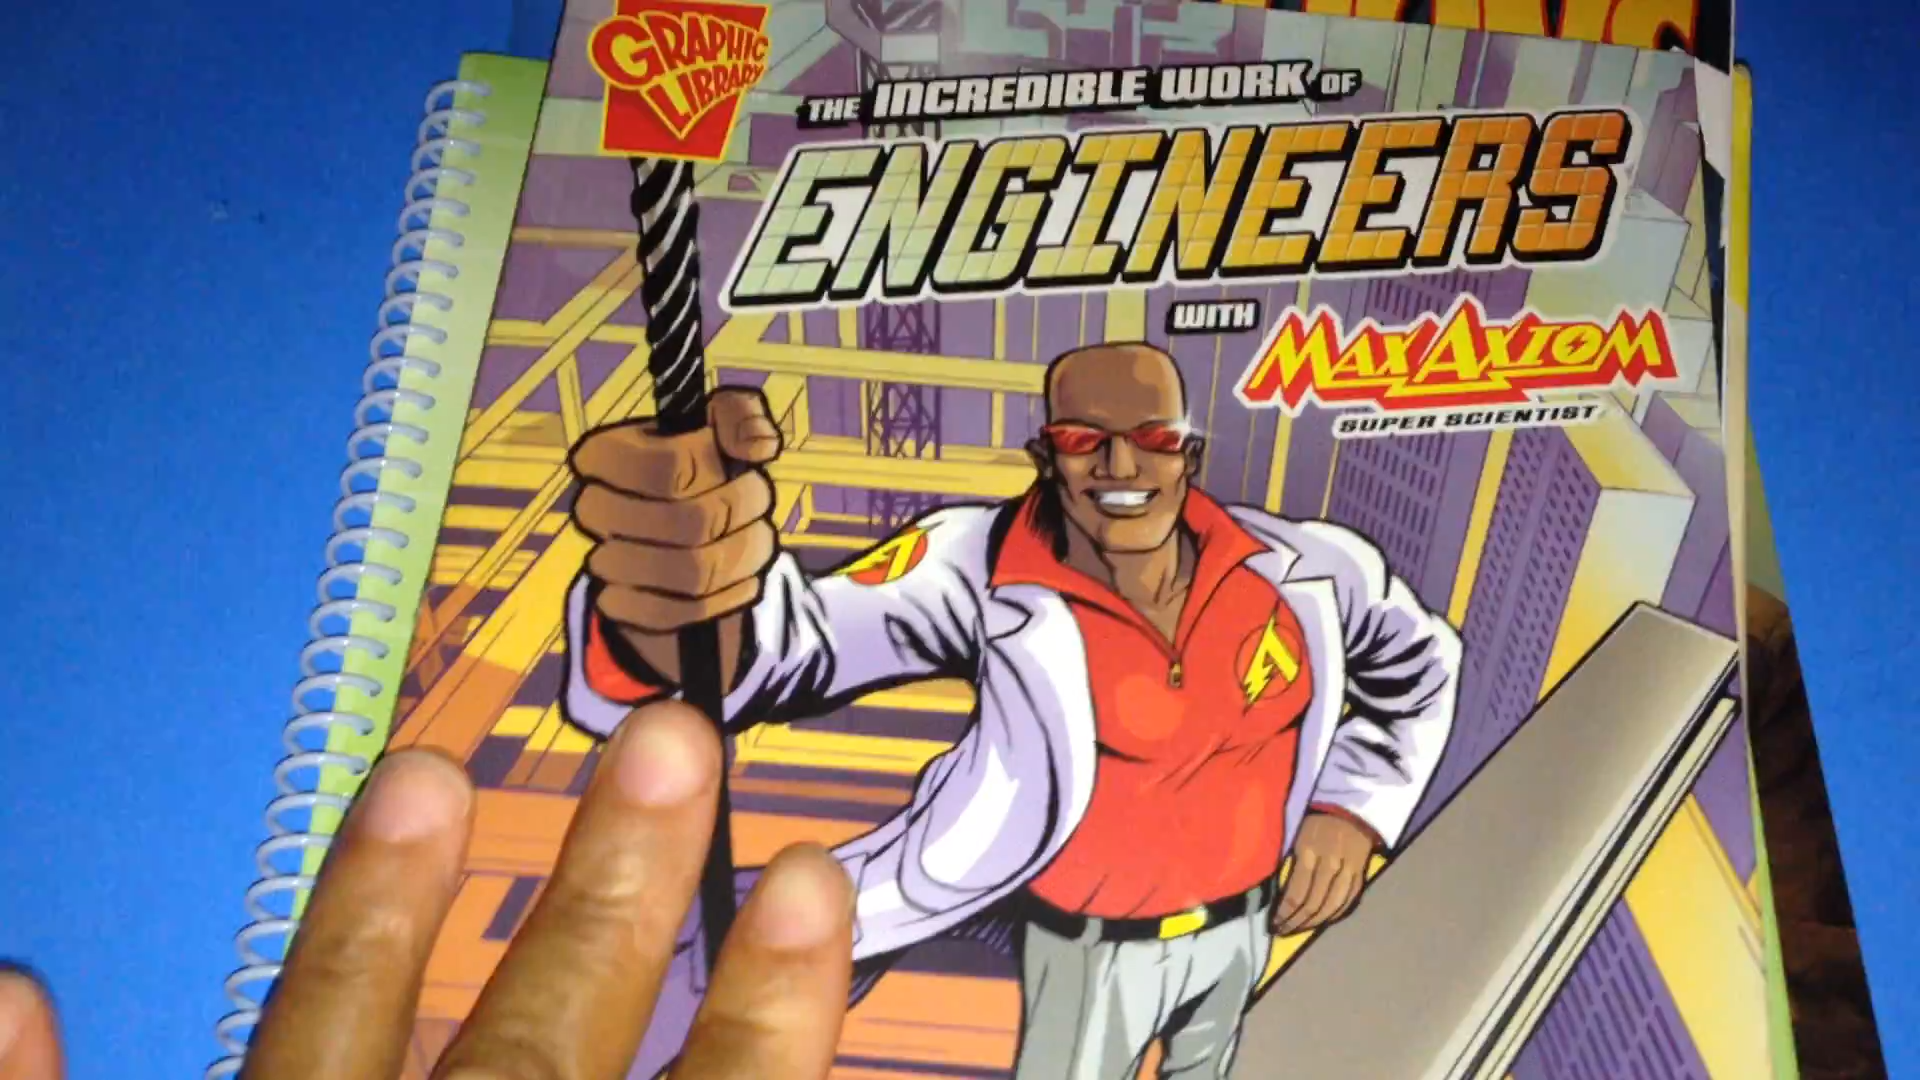 GRAPHIC
LIBRARY
THE INCREDIBLE WORK OF
ENGINEERS
WITH MAX AXIOM
SUPER SCIENTIST